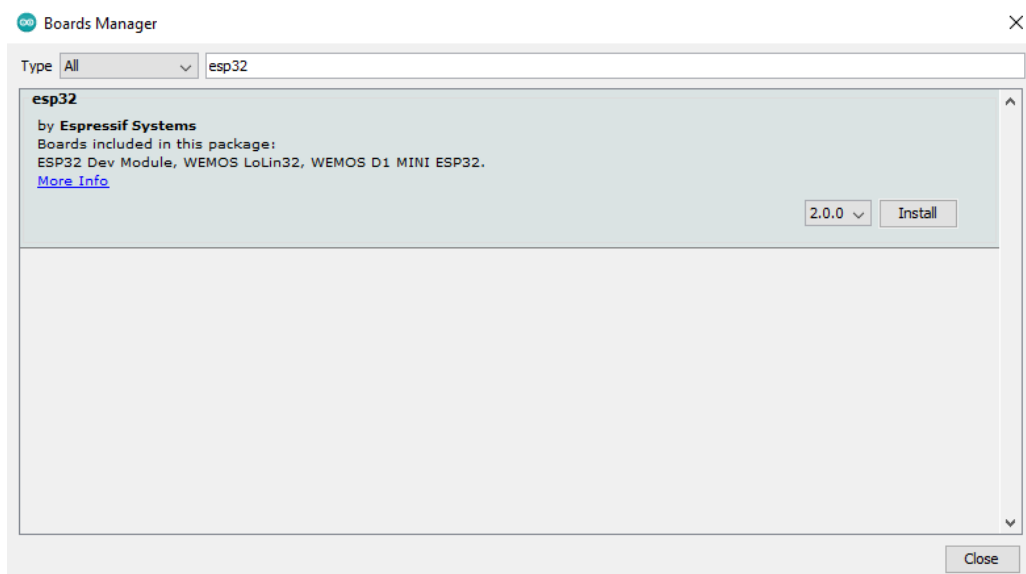 Boards Manager
Type All esp32
esp32
by Espressif Systems
Boards included in this package:
ESP32 Dev Module, WEMOS LoLin32, WEMOS D1 MINI ESP32.
More Info
2.0.0 Install
Close